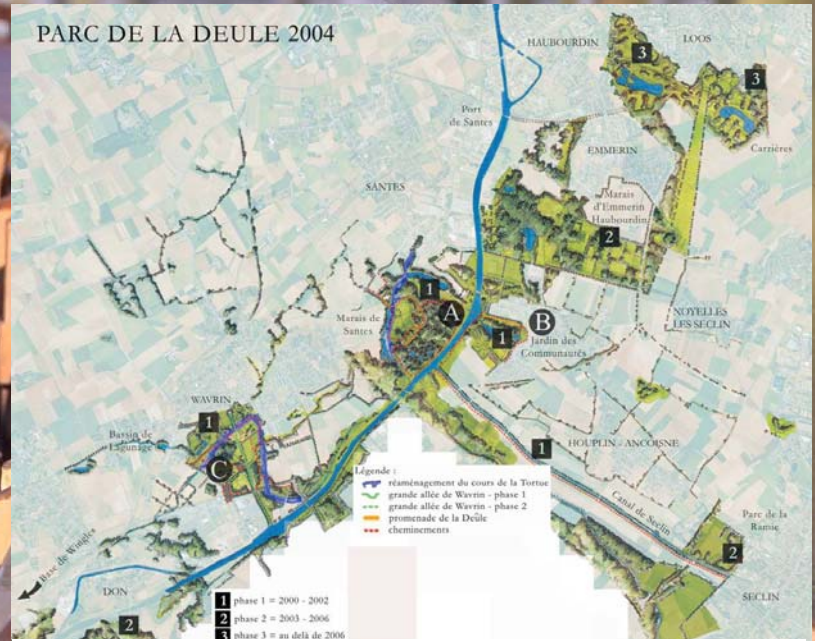 PARC DE LA DEULE 2004
HAUBOURDIN
LOOS
3
3
Port
de Santes
Carrières
EMMERIN
SANTES
Marais
d'Emmerin
Haubourdin
2
1
A
Marais de
Santes
B
1
Jardin des
Communautés
NOYELLES
LES SECLIN
WAVRIN
1
Bassin de
Lagunage
C
1
HOUPLIN - ANCOISNE
Légende :
réaménagement du cours de la Tortue
grande allée de Wavrin - phase 1
grande allée de Wavrin - phase 2
promenade de la Deûle
cheminements
Canal de Seclin
Parc de la
Ramie
2
SECLIN
Base de Wingles
DON
2
1 phase 1 = 2000 - 2002
2 phase 2 = 2003 - 2006
3 phase 3 = au delà de 2006